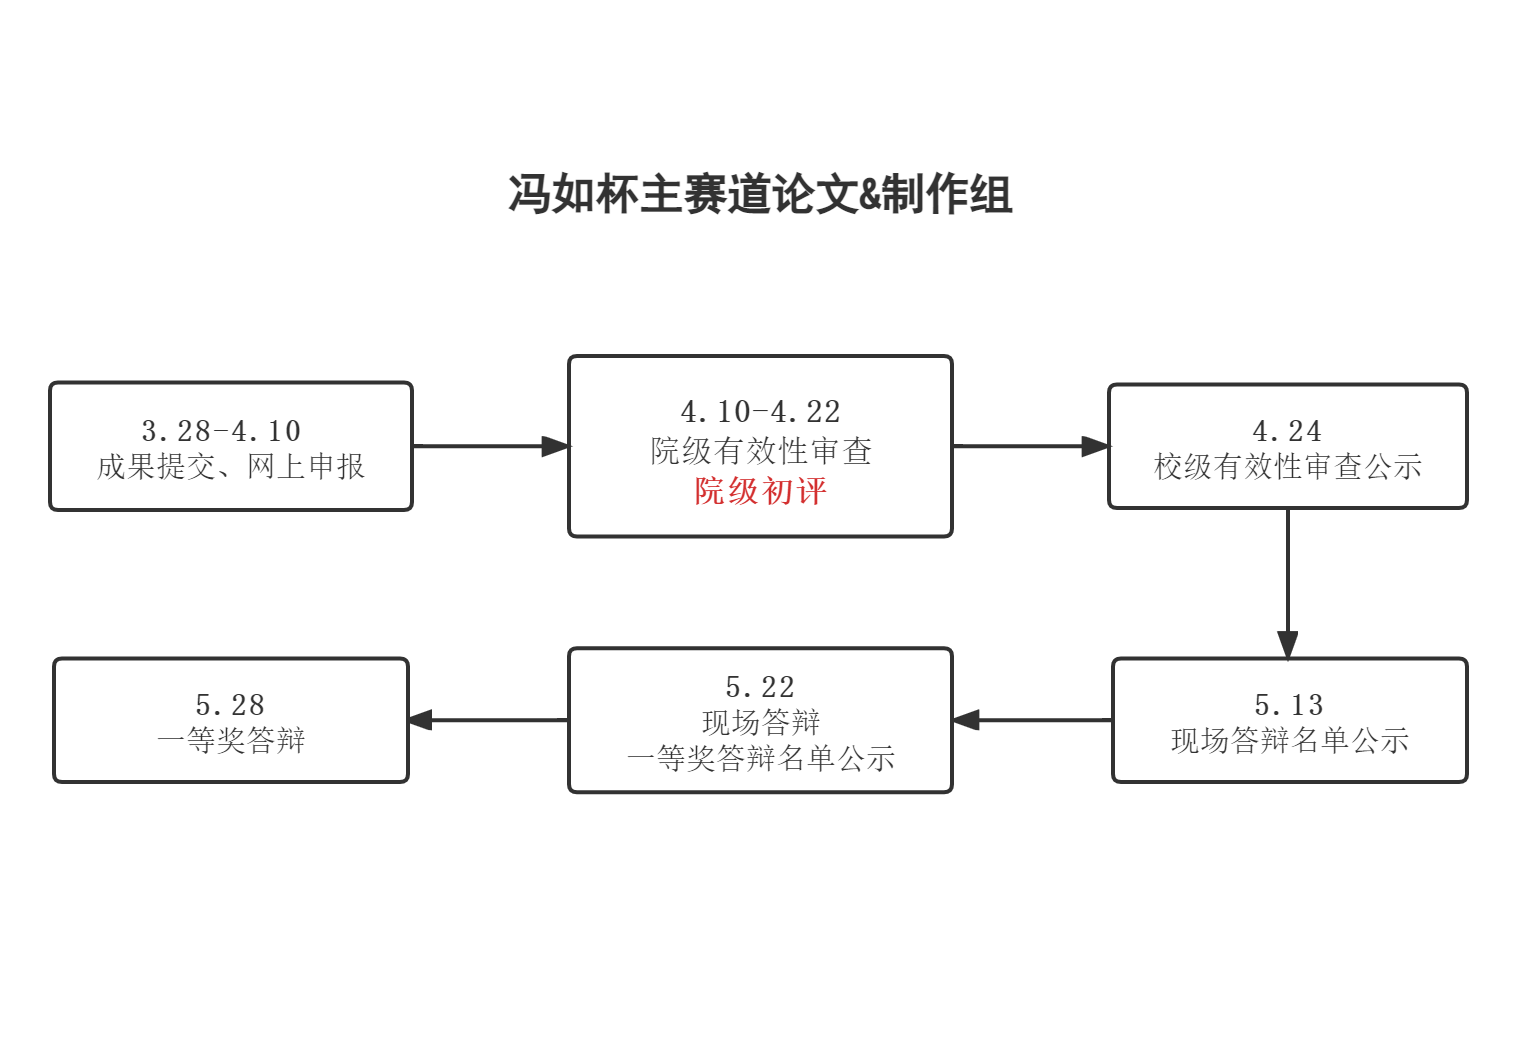 冯如杯主赛道论文&制作组
3.28-4.10
成果提交、网上申报
4.10-4.22
院级有效性审查
院级初评
4.24
校级有效性审查公示
5.13
现场答辩名单公示
5.22
现场答辩
一等奖答辩名单公示
5.28
一等奖答辩